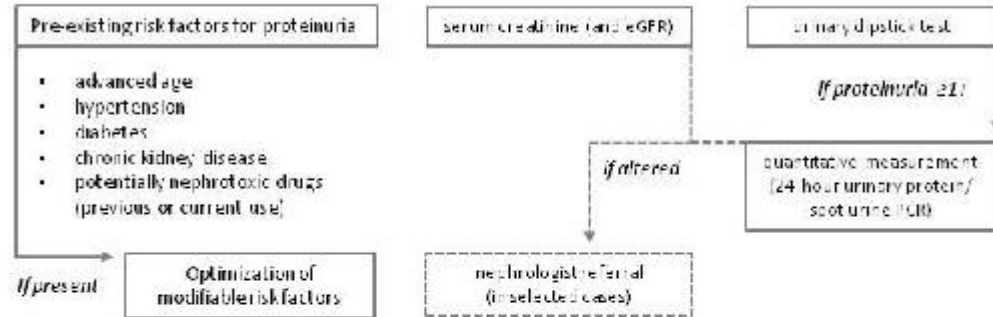 Pre-existing risk factors for proteinuria
serum creatinine (and eGFR)
urinary dipstick test
• advanced age
• hypertension
• diabetes
• chronic kidney disease
• potentially nephrotoxic drugs
(previous or current use)
If proteinuria ≥1+
if altered
quantitative measurement
(24-hour urinary protein/
spot urine PCR)
If present
Optimization of
modifiable risk factors
nephrologist referral
(in selected cases)